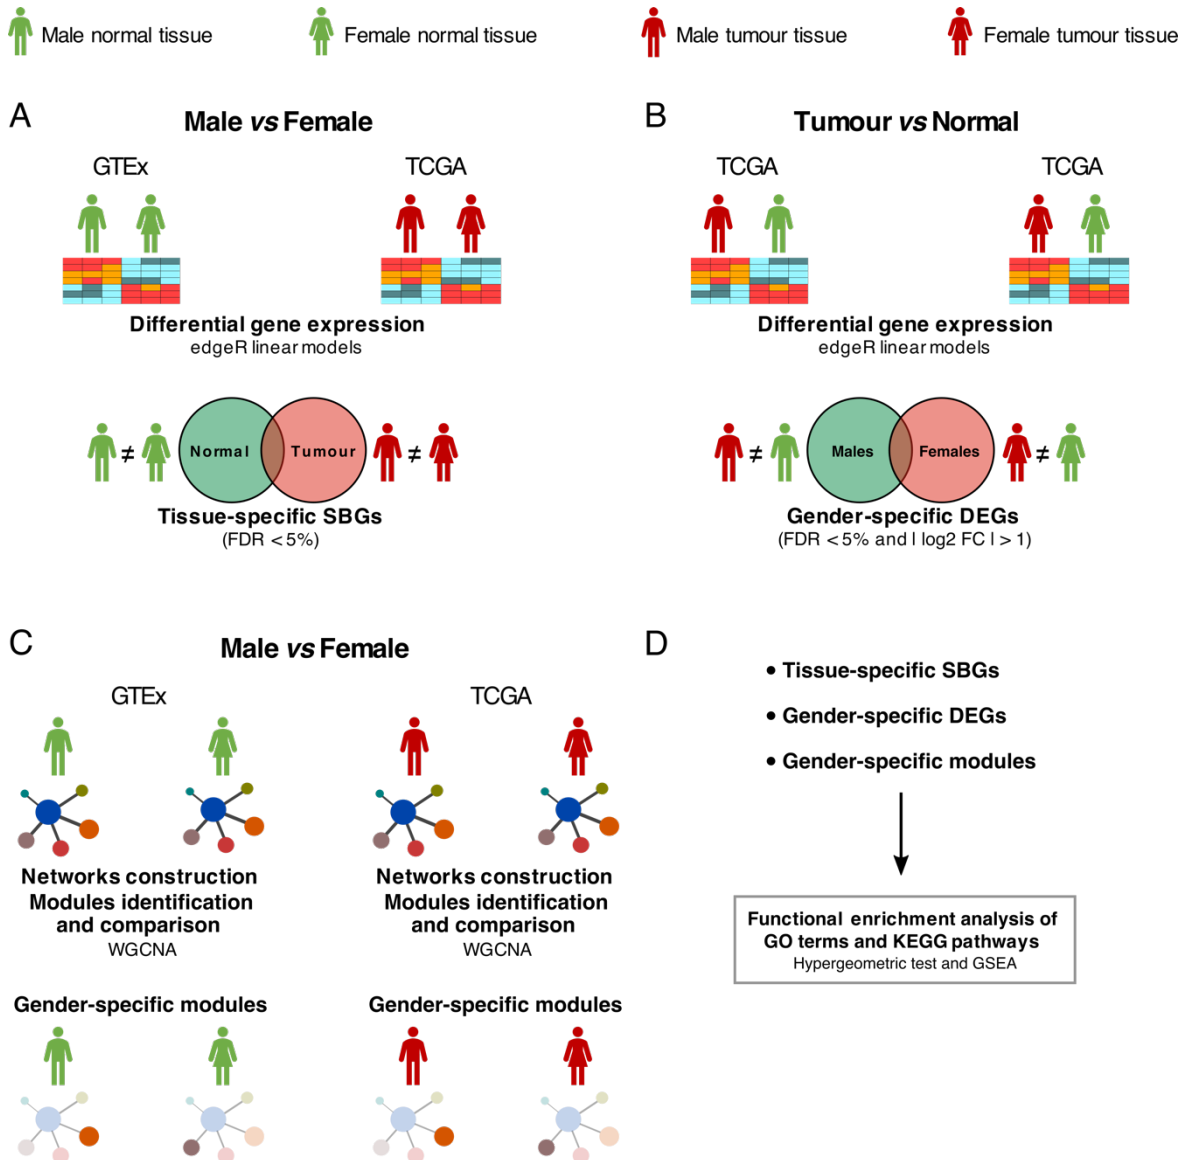 Male normal tissue
Female normal tissue
Male tumour tissue
Female tumour tissue
A
Male vs Female
GTEx
TCGA
Differential gene expression
edgeR linear models
≠
Normal
Tumour
≠
Tissue-specific SBGs
(FDR < 5%)
B
Tumour vs Normal
TCGA
TCGA
Differential gene expression
edgeR linear models
≠
Males
Females
≠
Gender-specific DEGs
(FDR < 5% and | log2 FC | > 1)
C
Male vs Female
GTEx
TCGA
Networks construction
Modules identification
and comparison
WGCNA
Networks construction
Modules identification
and comparison
WGCNA
Gender-specific modules
Gender-specific modules
D
• Tissue-specific SBGs
• Gender-specific DEGs
• Gender-specific modules
Functional enrichment analysis of
GO terms and KEGG pathways
Hypergeometric test and GSEA